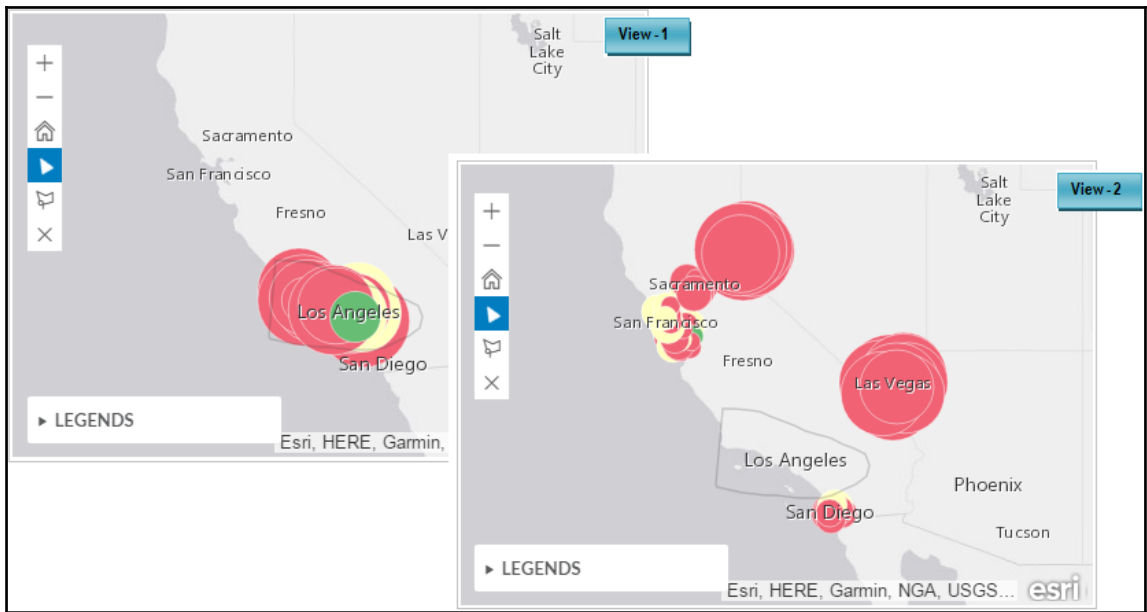 View-1
Salt
Lake
City
Sacramento
San Francisco
Fresno
Las V
Los Angeles
San Diego
LEGENDS
Esri, HERE, Garmin,
View-2
Salt
Lake
City
Sacramento
San Francisco
Fresno
Las Vegas
Los Angeles
Phoenix
San Diego
Tucson
LEGENDS
Esri, HERE, Garmin, NGA, USGS...
esri